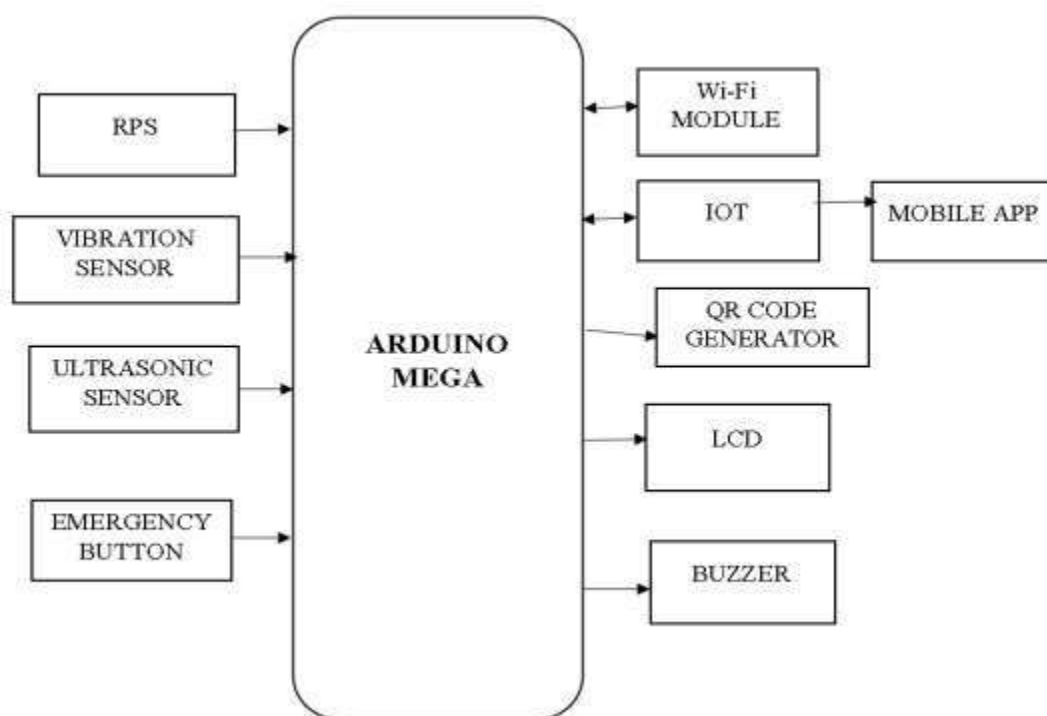 RPS
VIBRATION
SENSOR
ULTRASONIC
SENSOR
EMERGENCY
BUTTON
ARDUINO
MEGA
Wi-Fi
MODULE
IOT
MOBILE APP
QR CODE
GENERATOR
LCD
BUZZER